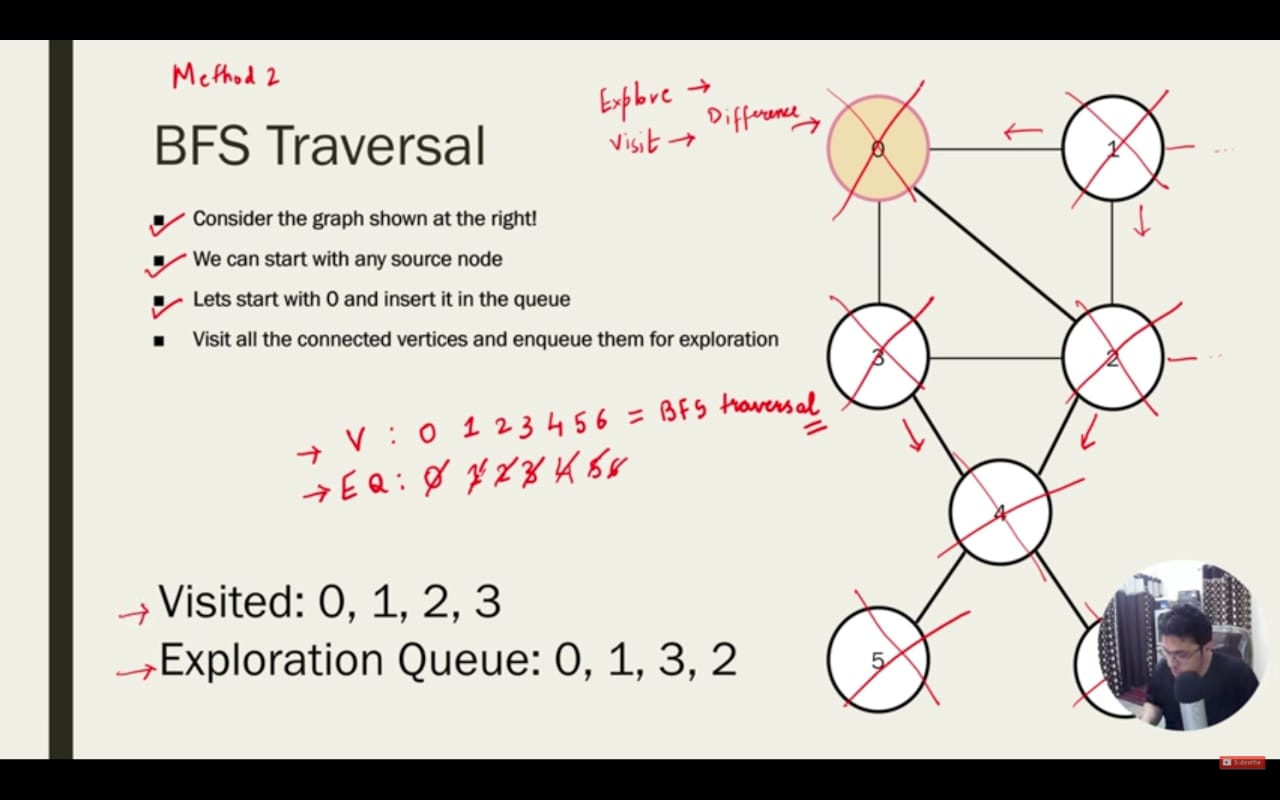 Method 2
BFS Traversal
Explore →
Visit → Difference →
Consider the graph shown at the right!
We can start with any source node
Lets start with 0 and insert it in the queue
Visit all the connected vertices and enqueue them for exploration
→ V : 0 1 2 3 4 5 6 = BFS traversal
→ E Q : 0 1 2 3 4 5 6
→ Visited: 0, 1, 2, 3
→ Exploration Queue: 0, 1, 3, 2
0
1
3
2
4
5
Subscribe